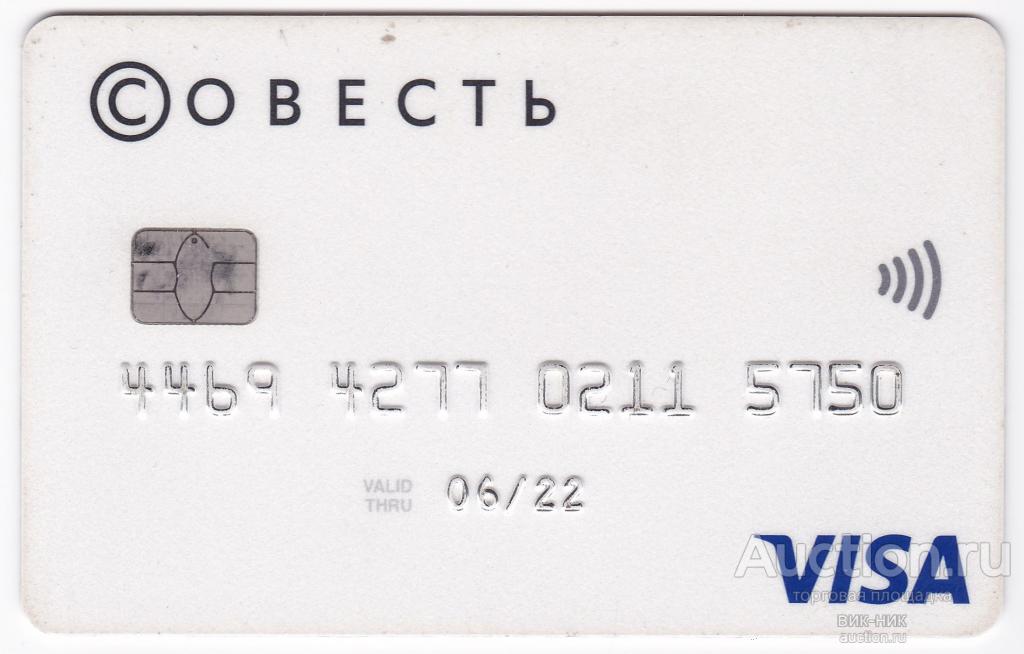 ©ОВЕСТЬ
4469 4277 0211 5750
VALID
THRU
06/22
VISA
Auction.ru
торговая площадка
ВИК-НИК
auction.ru